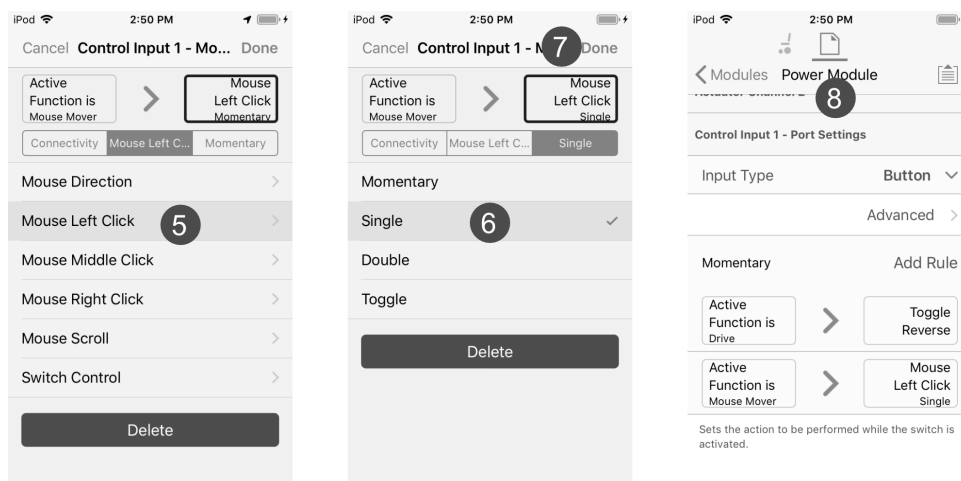 iPod 2:50 PM
Cancel Control Input 1 - Mo... Done
Active
Function is
Mouse Mover
Mouse
Left Click
Momentary
Connectivity Mouse Left C... Momentary
Mouse Direction
Mouse Left Click 5
Mouse Middle Click
Mouse Right Click
Mouse Scroll
Switch Control
Delete
iPod 2:50 PM
Cancel Control Input 1 - 7 Done
Active
Function is
Mouse Mover
Mouse
Left Click
Single
Connectivity Mouse Left C... Single
Momentary
Single 6
Double
Toggle
Delete
iPod 2:50 PM
Modules Power Module
8
Control Input 1 - Port Settings
Input Type Button
Advanced
Momentary Add Rule
Active
Function is
Drive
Toggle
Reverse
Active
Function is
Mouse Mover
Mouse
Left Click
Single
Sets the action to be performed while the switch is
activated.